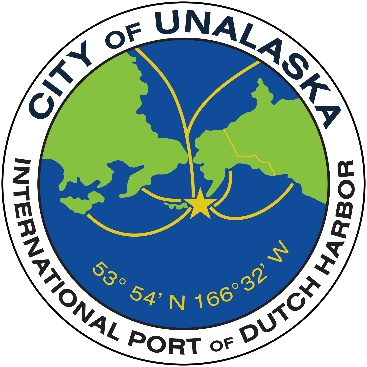 CITY OF UNALASKA
53° 54' N 166°32' W
INTERNATIONAL PORT OF DUTCH HARBOR